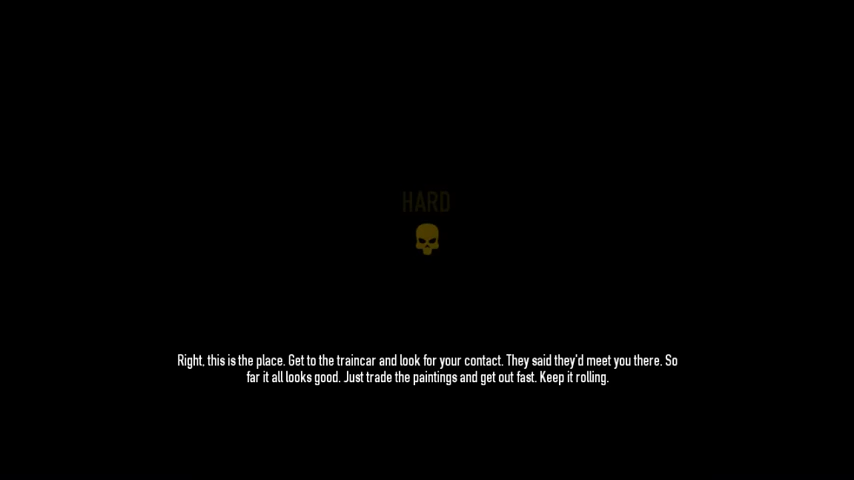 HARD
Right, this is the place. Get to the traincar and look for your contact. They said they'd meet you there. So
far it all looks good. Just trade the paintings and get out fast. Keep it rolling.